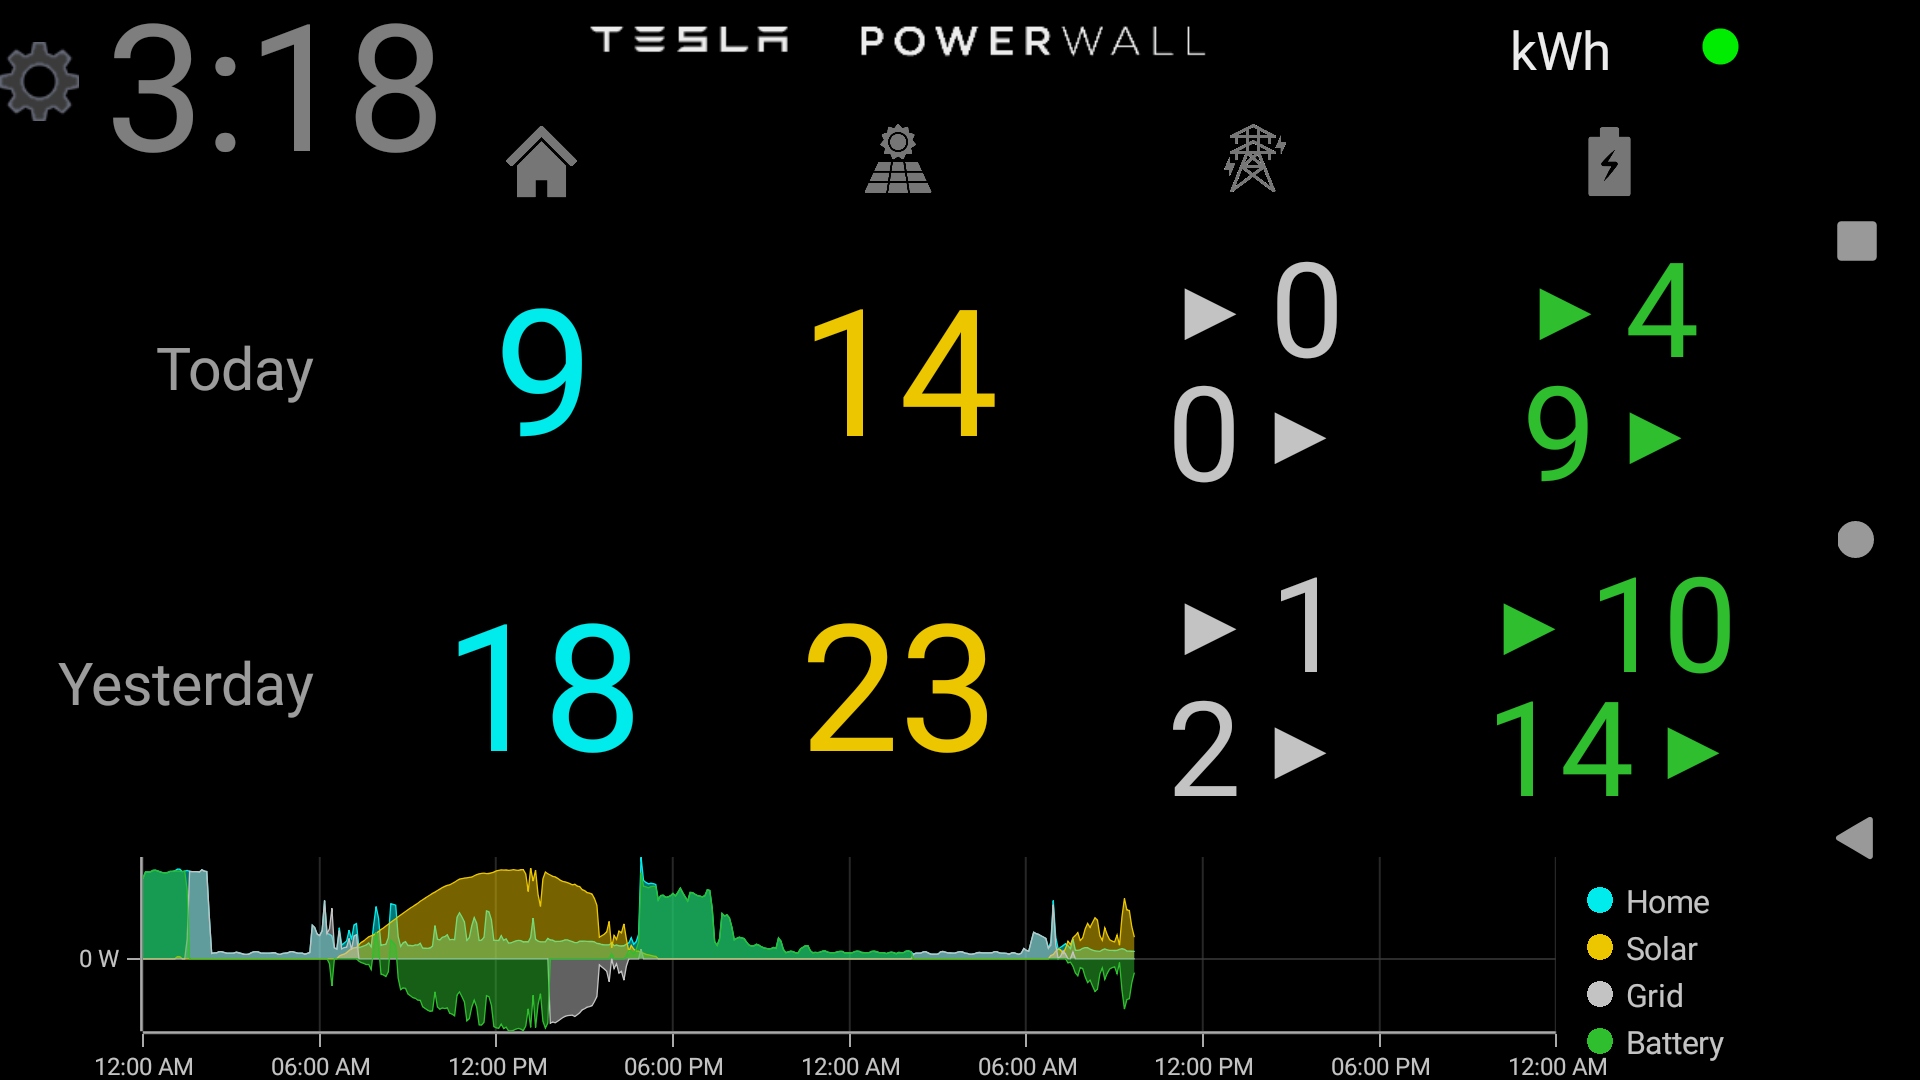 3:18 TESLA POWERWALL kWh
Today 9 14 ▶ 0 ▶ 4
0 ▶ 9 ▶
Yesterday 18 23 ▶ 1 ▶ 10
2 ▶ 14 ▶
0 W
12:00 AM 06:00 AM 12:00 PM 06:00 PM 12:00 AM 06:00 AM 12:00 PM 06:00 PM 12:00 AM
Home
Solar
Grid
Battery